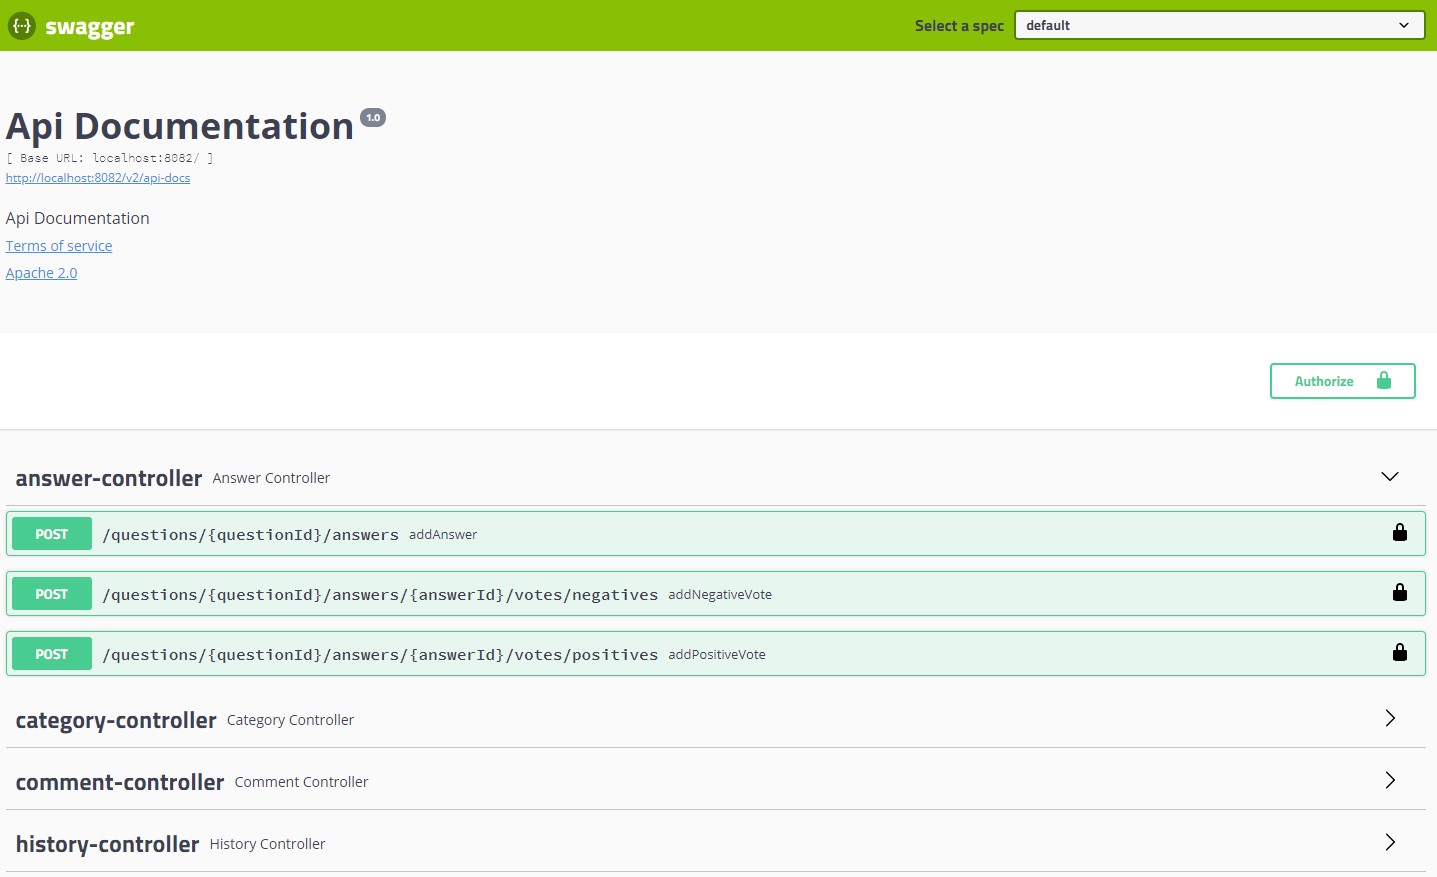 {···} swagger Select a spec default
Api Documentation 1.0
[ Base URL: localhost:8082/ ]
http://localhost:8082/v2/api-docs
Api Documentation
Terms of service
Apache 2.0
Authorize
answer-controller Answer Controller
POST /questions/{questionId}/answers addAnswer
POST /questions/{questionId}/answers/{answerId}/votes/negatives addNegativeVote
POST /questions/{questionId}/answers/{answerId}/votes/positives addPositiveVote
category-controller Category Controller
comment-controller Comment Controller
history-controller History Controller